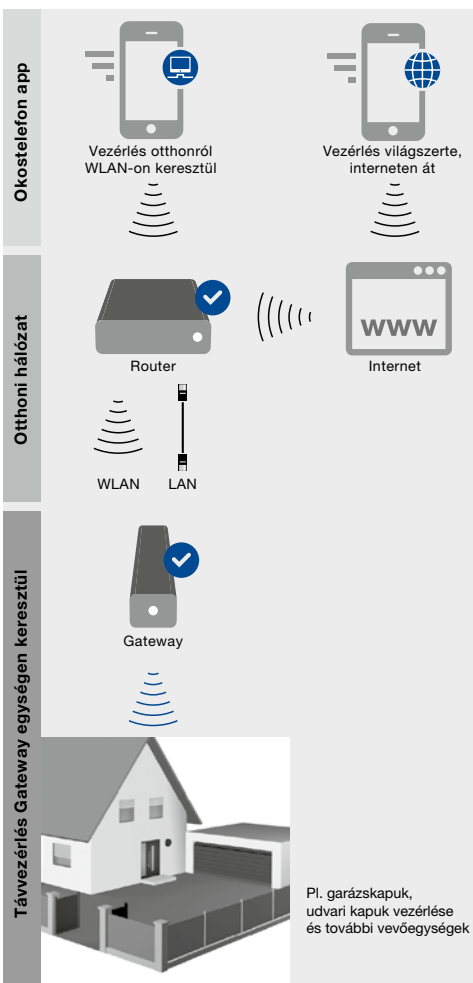 Okostelefon app
Vezérlés otthonról
WLAN-on keresztül
Vezérlés világszerte,
interneten át
Otthoni hálózat
Router
www
Internet
WLAN
LAN
Távvezérlés Gateway egységen keresztül
Gateway
Pl. garázskapuk,
udvari kapuk vezérlése
és további vevőegységek